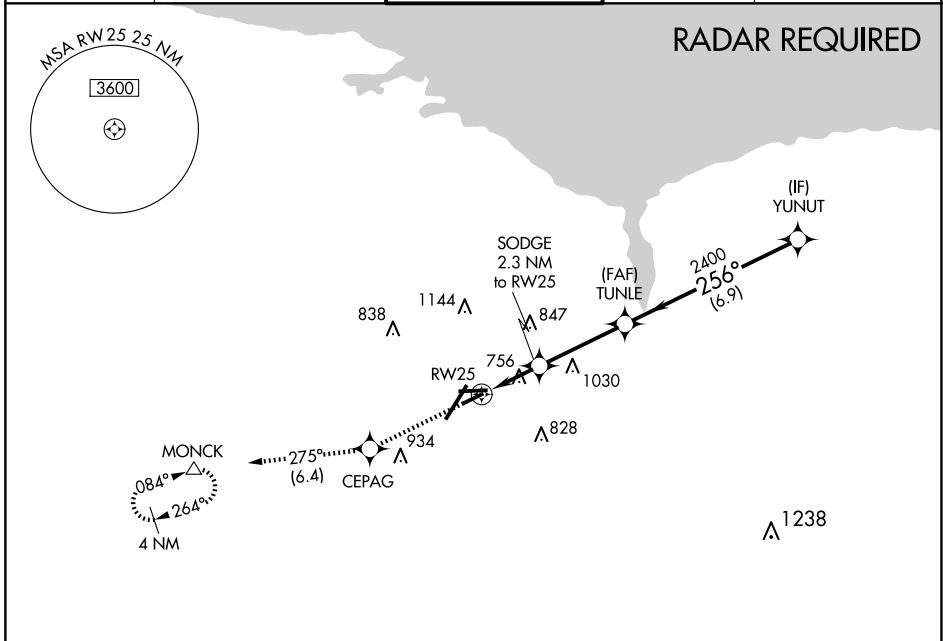 RADAR REQUIRED
MSA RW25 25 NM
3600
(IF)
YUNUT
2400
256°
(6.9)
(FAF)
TUNLE
SODGE
2.3 NM
to RW25
838
1144
847
756
1030
RW25
828
934
MONCK
275°
(6.4)
CEPAG
084°
264°
4 NM
1238